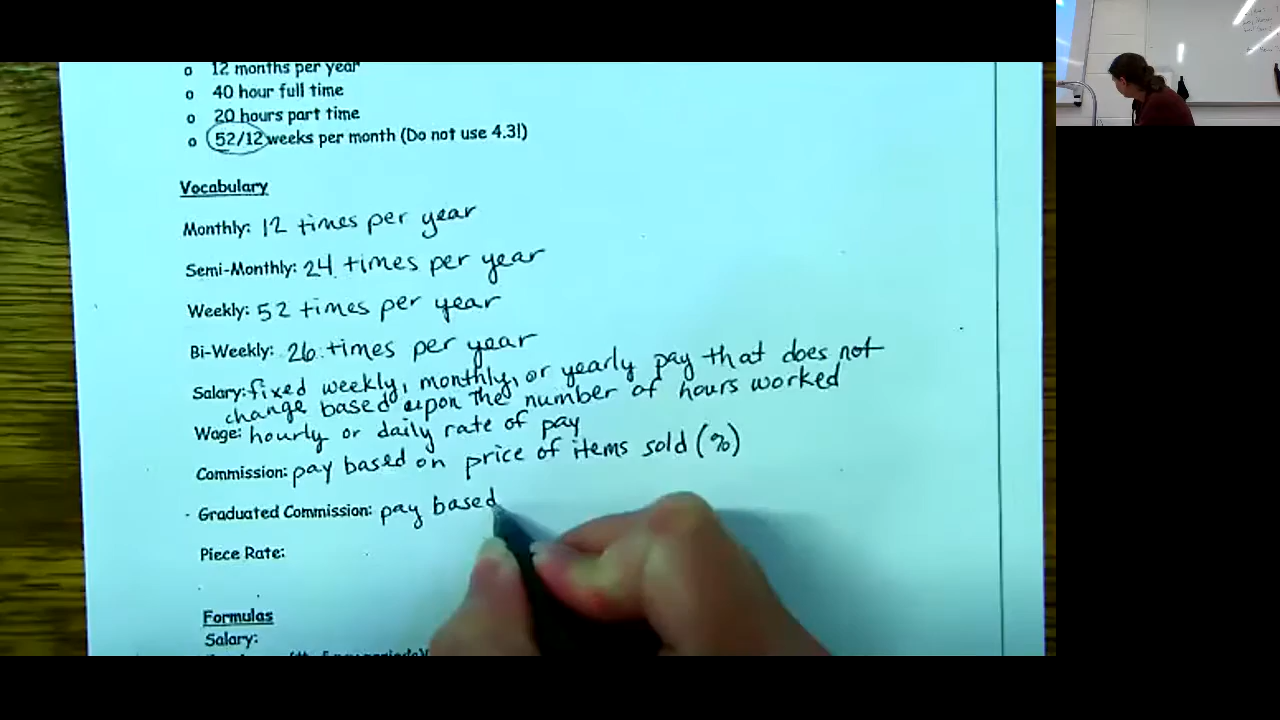 o 12 months per year
o 40 hour full time
o 20 hours part time
o 52/12 weeks per month (Do not use 4.3!)
Vocabulary
Monthly: 12 times per year
Semi-Monthly: 24 times per year
Weekly: 52 times per year
Bi-Weekly: 26 times per year
Salary: fixed weekly, monthly, or yearly pay that does not
change based upon the number of hours worked
Wage: hourly or daily rate of pay
Commission: pay based on price of items sold (%)
Graduated Commission: pay based
Piece Rate:
Formulas
Salary: